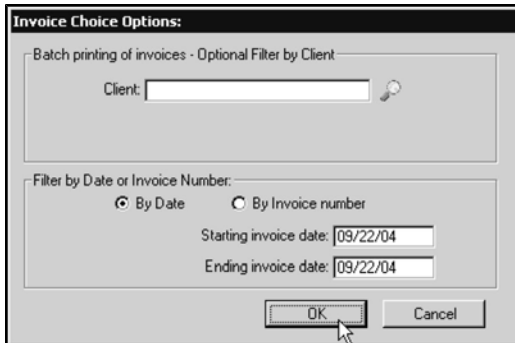 Invoice Choice Options:
Batch printing of invoices - Optional Filter by Client
Client:
Filter by Date or Invoice Number:
By Date By Invoice number
Starting invoice date: 09/22/04
Ending invoice date: 09/22/04
OK Cancel